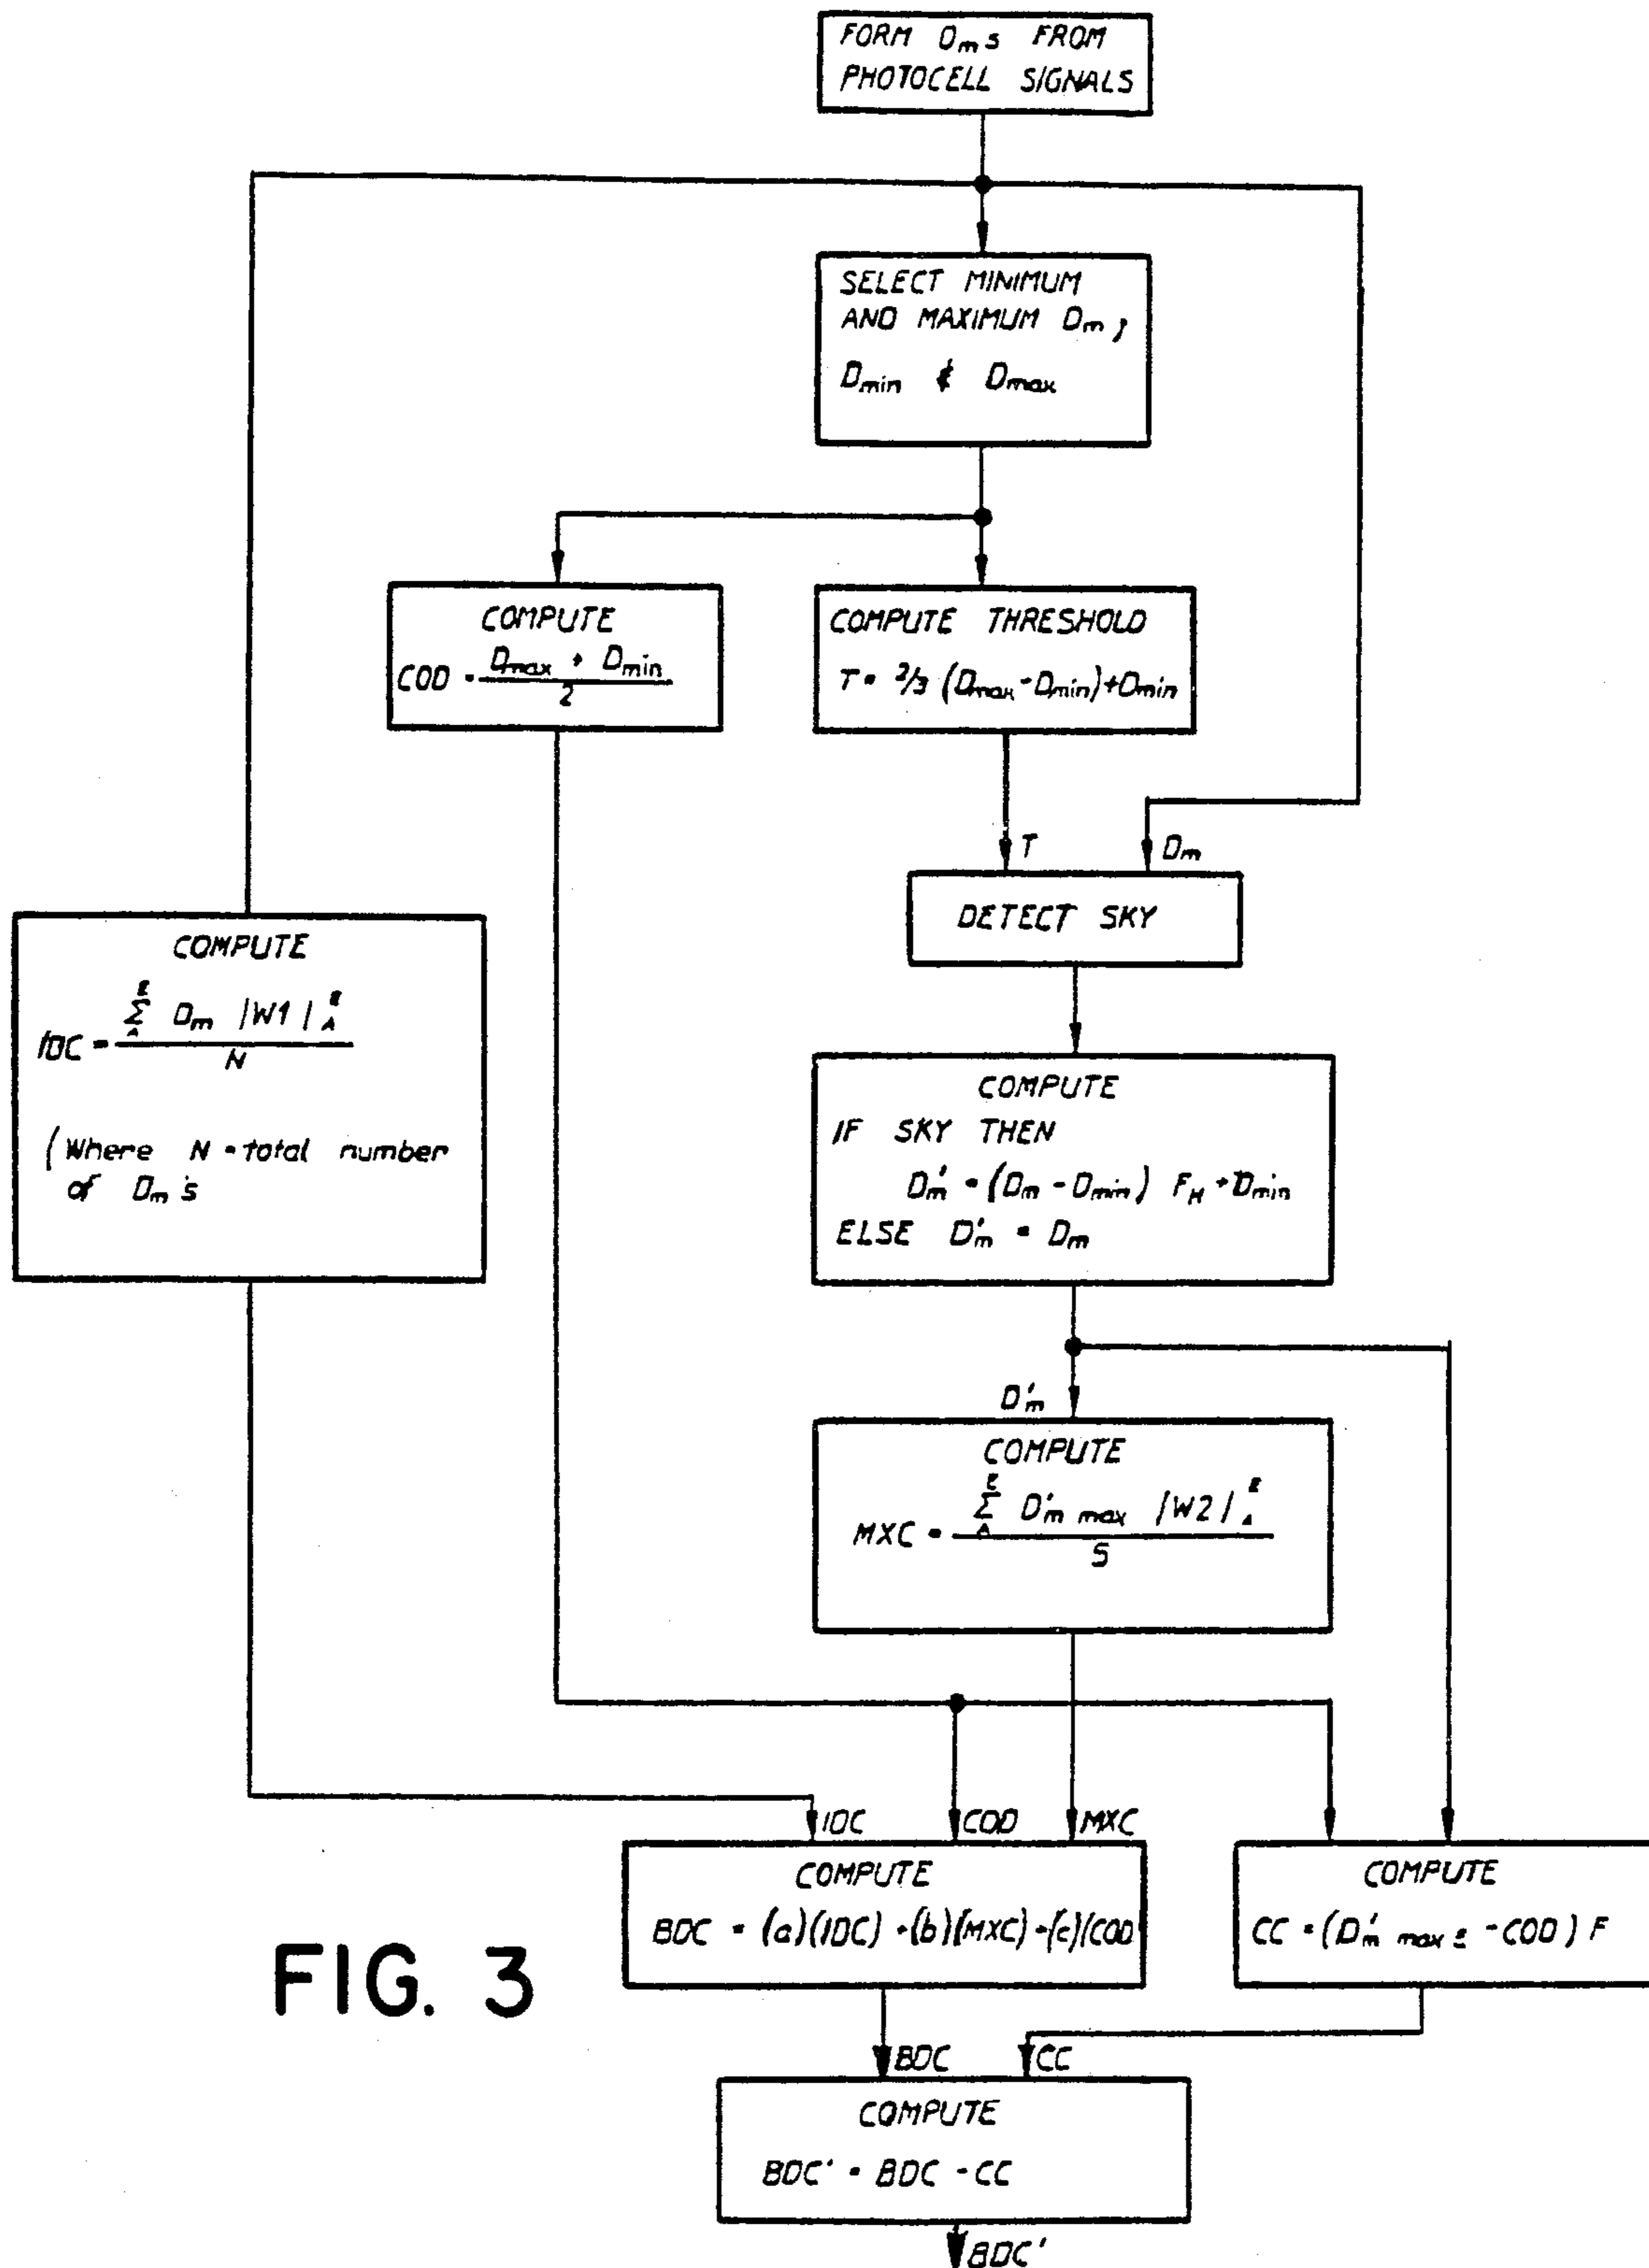 FORM Dm s FROM
PHOTOCELL SIGNALS
SELECT MINIMUM
AND MAXIMUM Dm,
Dmin & Dmax
COMPUTE
COD = Dmax + Dmin
2
COMPUTE THRESHOLD
T = 2/3 (Dmax - Dmin) + Dmin
T
Dm
DETECT SKY
COMPUTE
E E
Σ Dm |W1|
A A
IDC =
N
(Where N = total number
of Dm's
COMPUTE
IF SKY THEN
D'm = (Dm - Dmin) FH + Dmin
ELSE D'm = Dm
D'm
COMPUTE
E E
Σ D'm max |W2|
A A
MXC =
5
IDC
COD
MXC
COMPUTE
BDC = (a)(IDC) + (b)(MXC) + (c)(COD
COMPUTE
CC = (D'm max E - COD) F
FIG. 3
BDC
CC
COMPUTE
BDC' = BDC - CC
BDC'